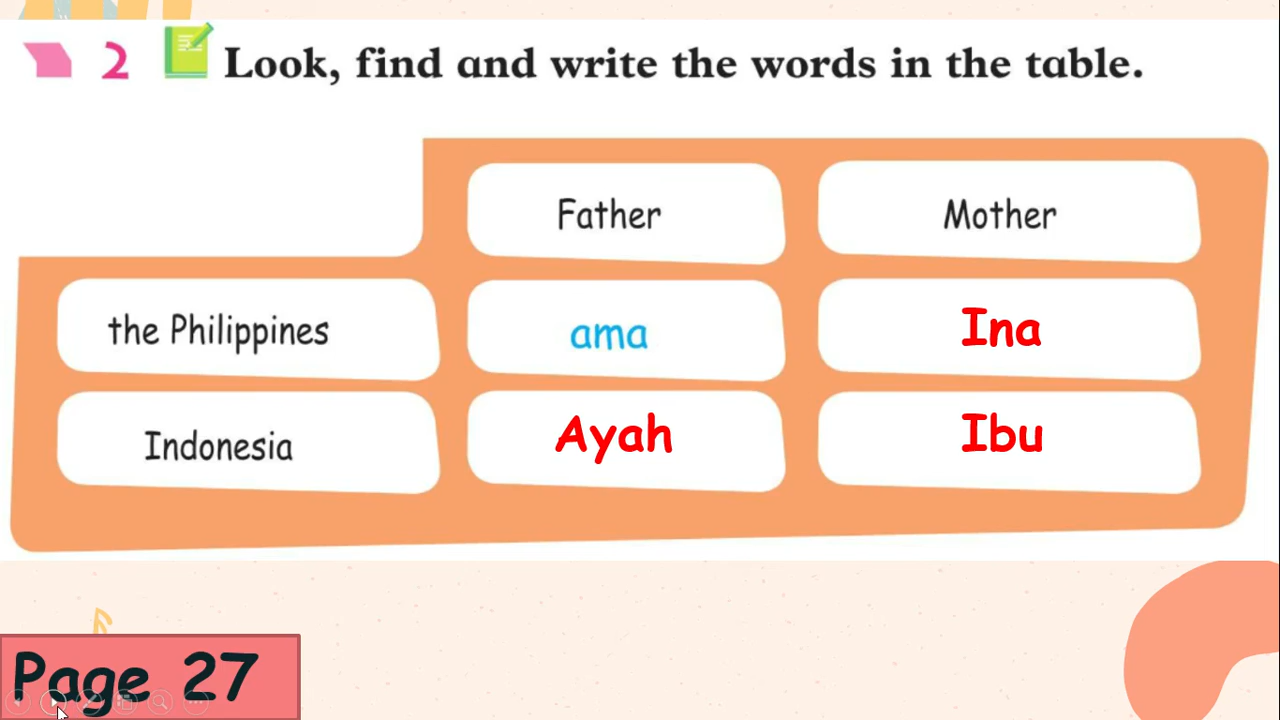 2 Look, find and write the words in the table.
Father Mother
the Philippines ama Ina
Indonesia Ayah Ibu
Page 27